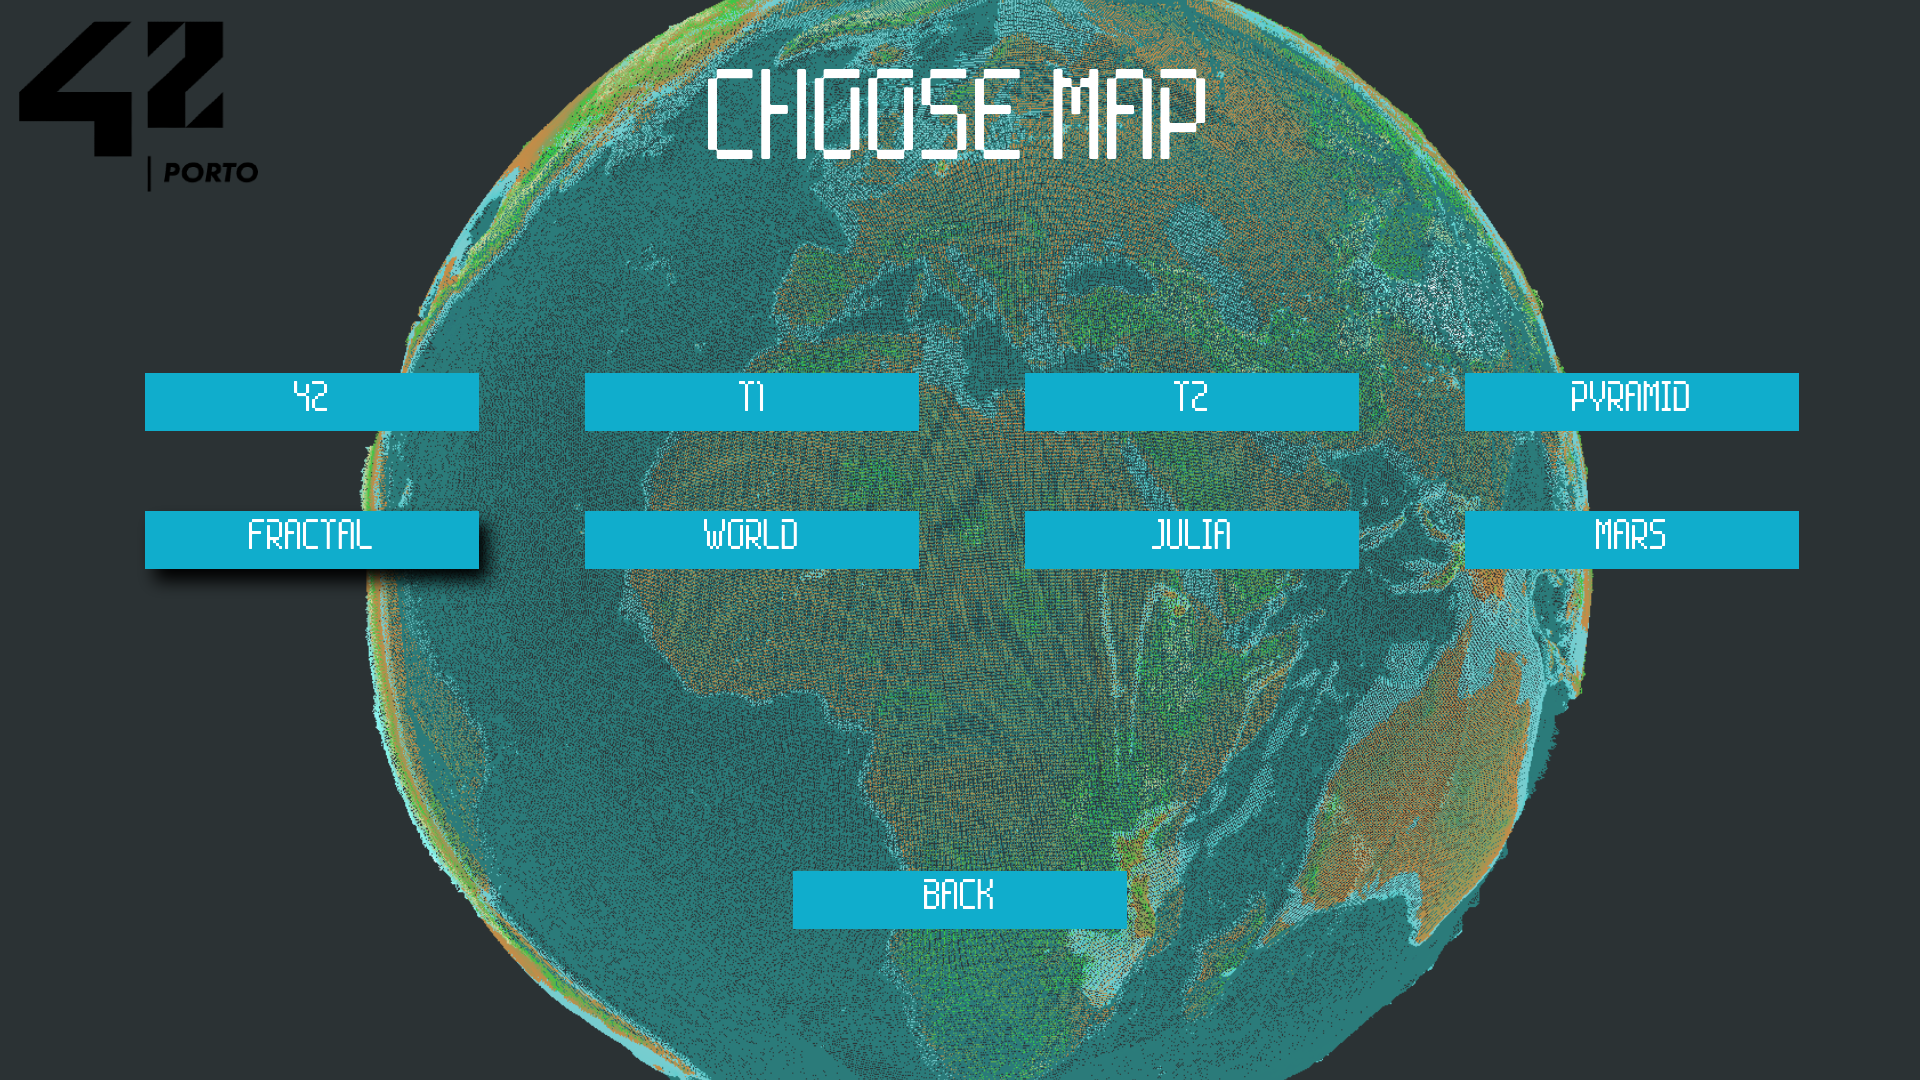 42
PORTO
CHOOSE MAP
42
T1
T2
PYRAMID
FRACTAL
WORLD
JULIA
MARS
BACK